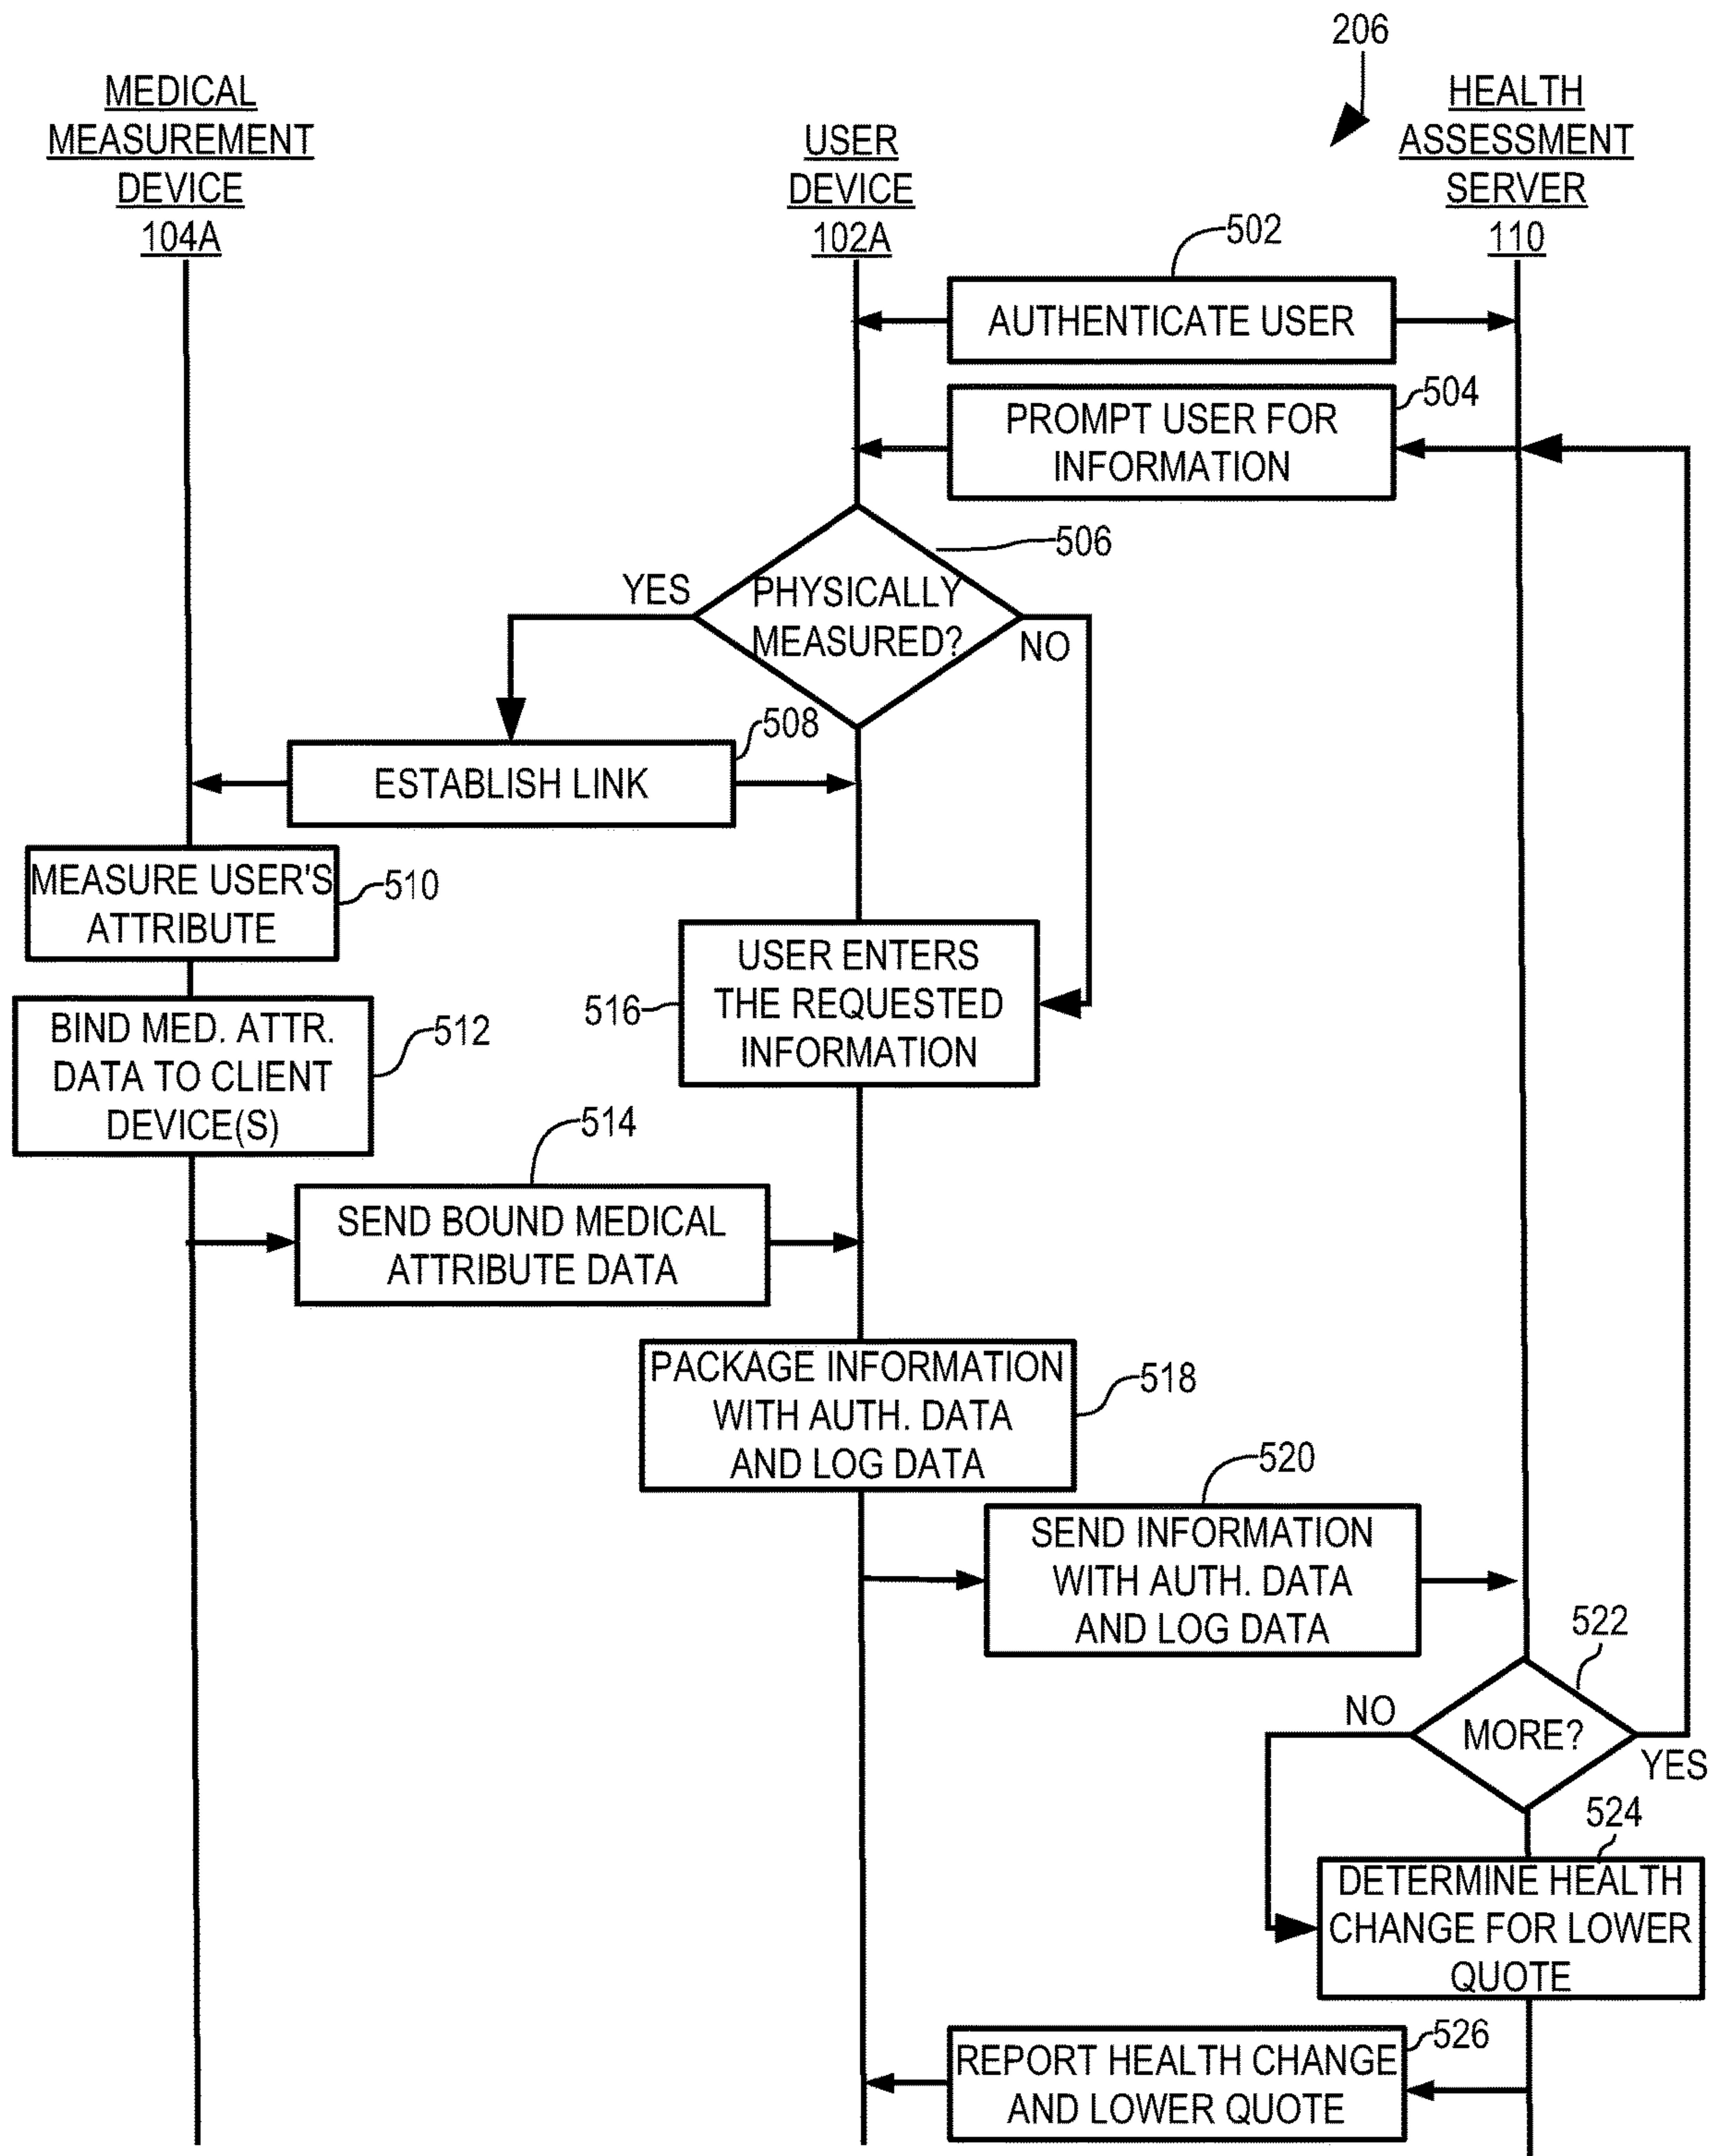 206
MEDICAL
MEASUREMENT
DEVICE
104A
USER
DEVICE
102A
HEALTH
ASSESSMENT
SERVER
110
502
AUTHENTICATE USER
504
PROMPT USER FOR
INFORMATION
506
YES
PHYSICALLY
MEASURED?
NO
508
ESTABLISH LINK
MEASURE USER'S
ATTRIBUTE
510
516
USER ENTERS
THE REQUESTED
INFORMATION
BIND MED. ATTR.
DATA TO CLIENT
DEVICE(S)
512
514
SEND BOUND MEDICAL
ATTRIBUTE DATA
PACKAGE INFORMATION
WITH AUTH. DATA
AND LOG DATA
518
520
SEND INFORMATION
WITH AUTH. DATA
AND LOG DATA
522
NO
MORE?
YES
524
DETERMINE HEALTH
CHANGE FOR LOWER
QUOTE
526
REPORT HEALTH CHANGE
AND LOWER QUOTE